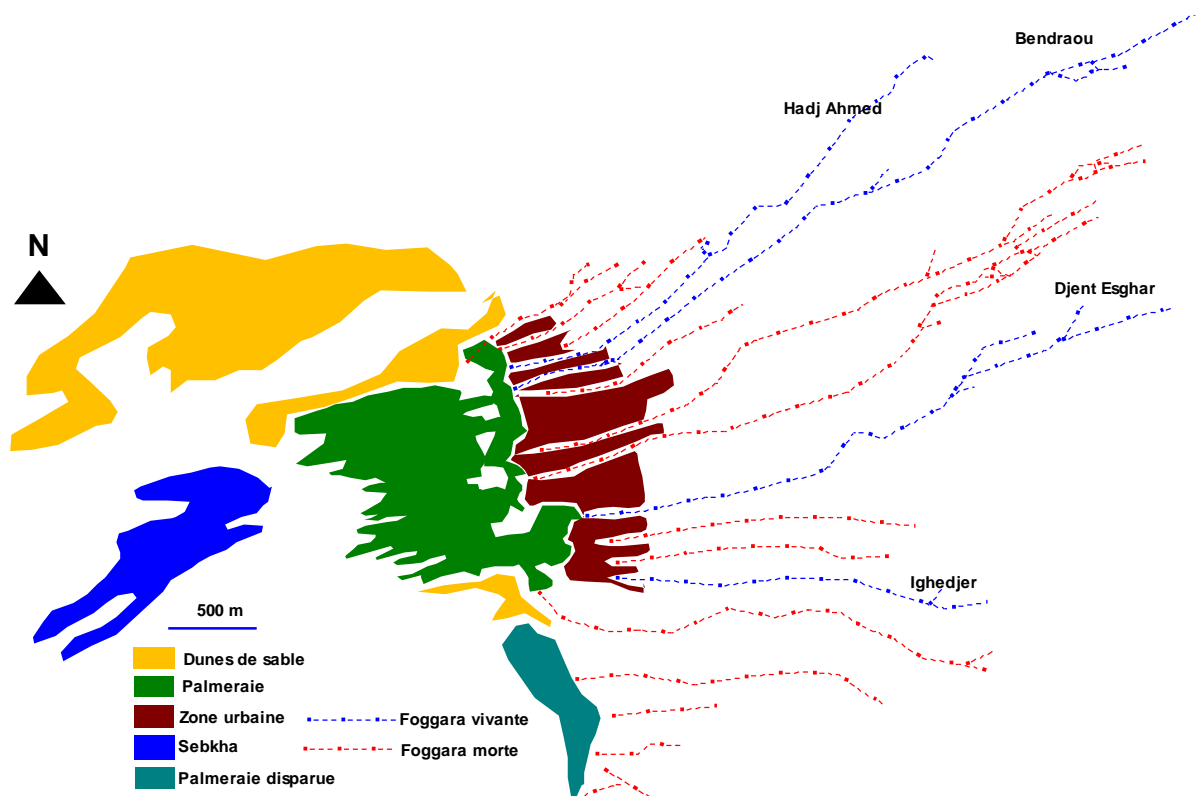 Bendraou
Hadj Ahmed
N
Djent Esghar
Ighedjer
500 m
Dunes de sable
Palmeraie
Zone urbaine
Foggara vivante
Sebkha
Foggara morte
Palmeraie disparue